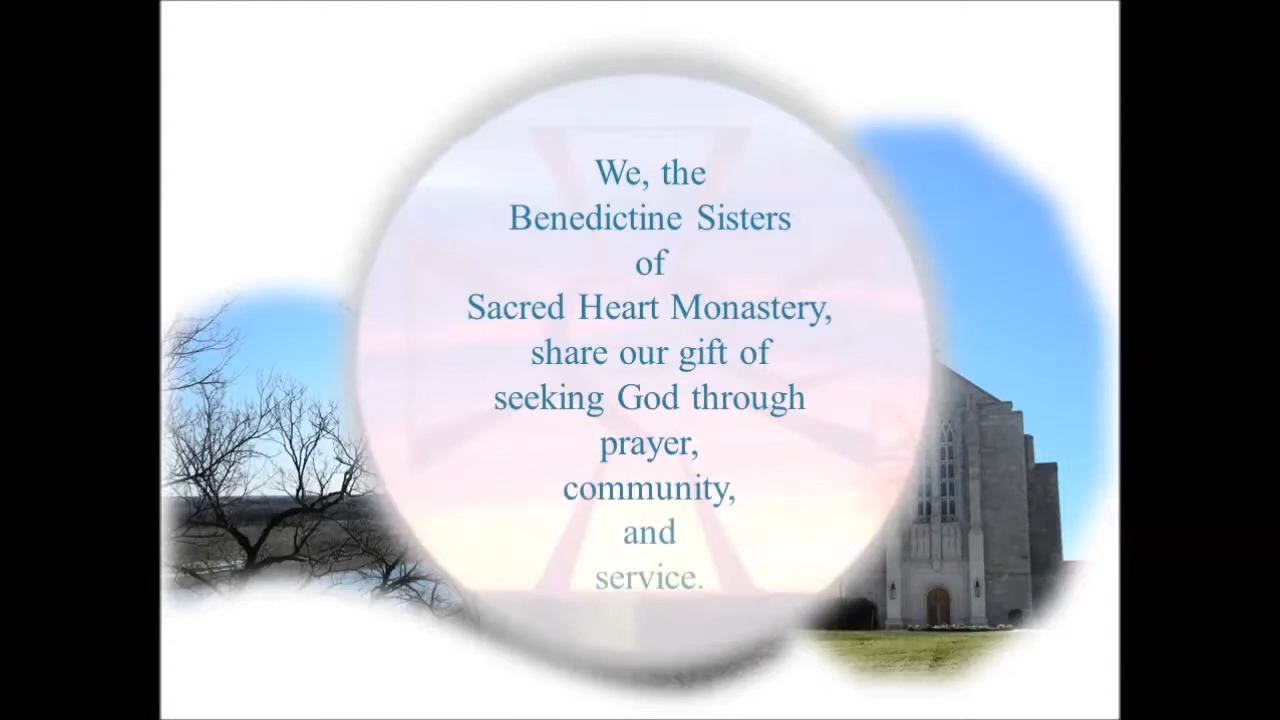 We, the
Benedictine Sisters
of
Sacred Heart Monastery,
share our gift of
seeking God through
prayer,
community,
and
service.